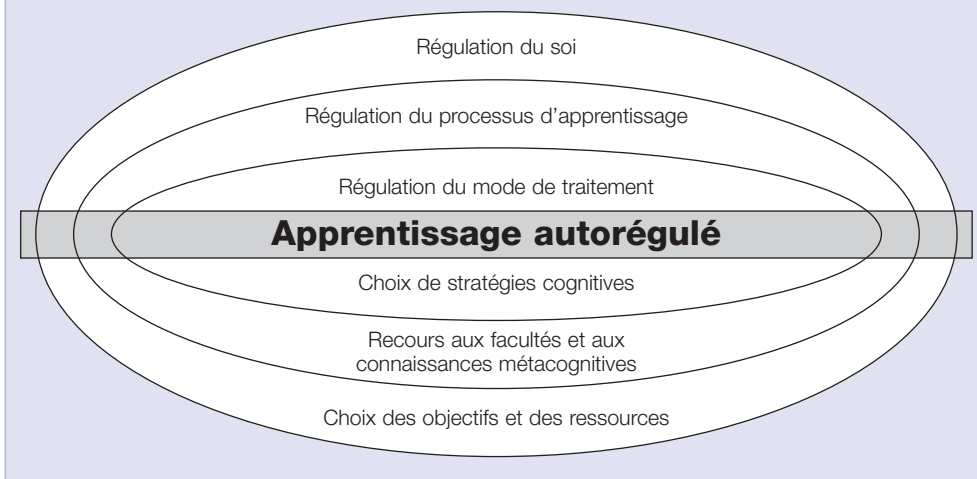 Régulation du soi
Régulation du processus d'apprentissage
Régulation du mode de traitement
Apprentissage autorégulé
Choix de stratégies cognitives
Recours aux facultés et aux
connaissances métacognitives
Choix des objectifs et des ressources